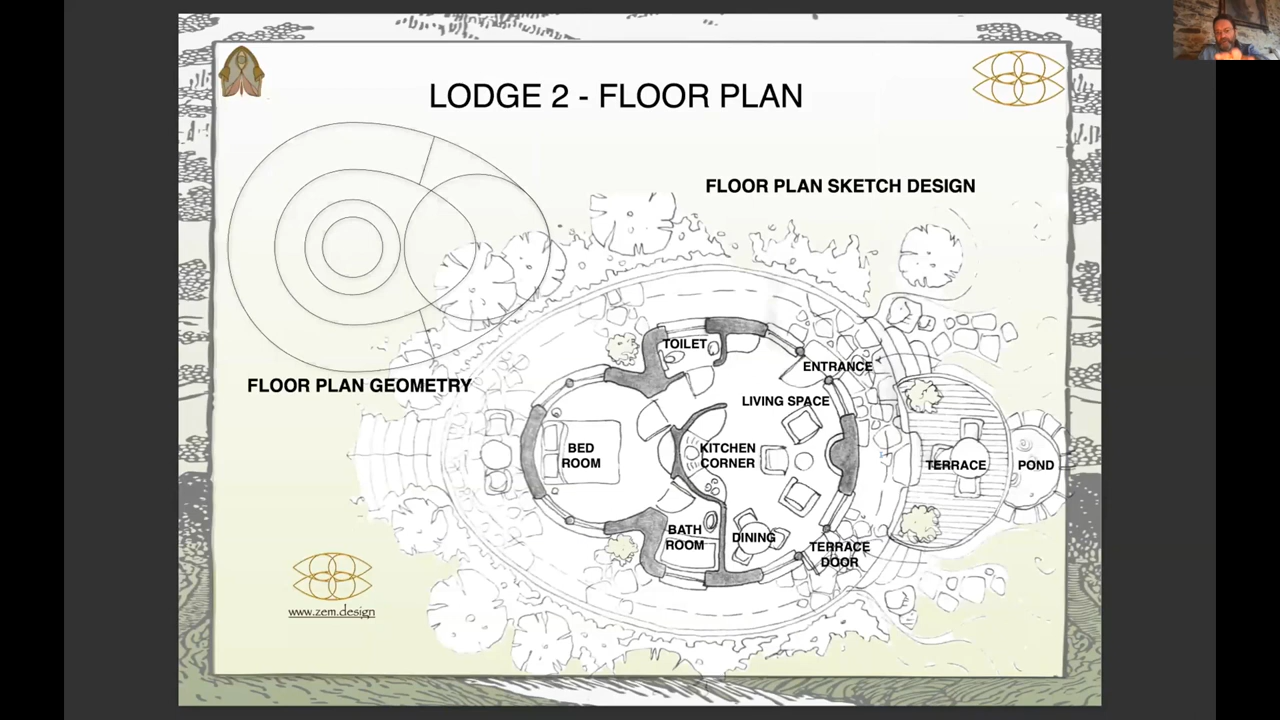 LODGE 2 - FLOOR PLAN
FLOOR PLAN SKETCH DESIGN
FLOOR PLAN GEOMETRY
TOILET
ENTRANCE
LIVING SPACE
BED
ROOM
KITCHEN
CORNER
TERRACE
POND
BATH
ROOM
DINING
TERRACE
DOOR
www.zem.design